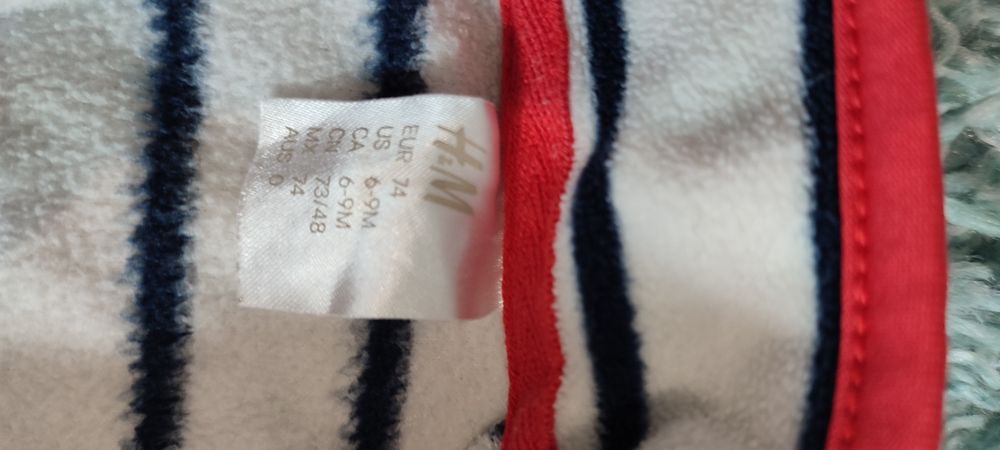 H&M
EUR 74
US 6-9M
CA 6-9M
CN 73/48
MX 74
AUS 0